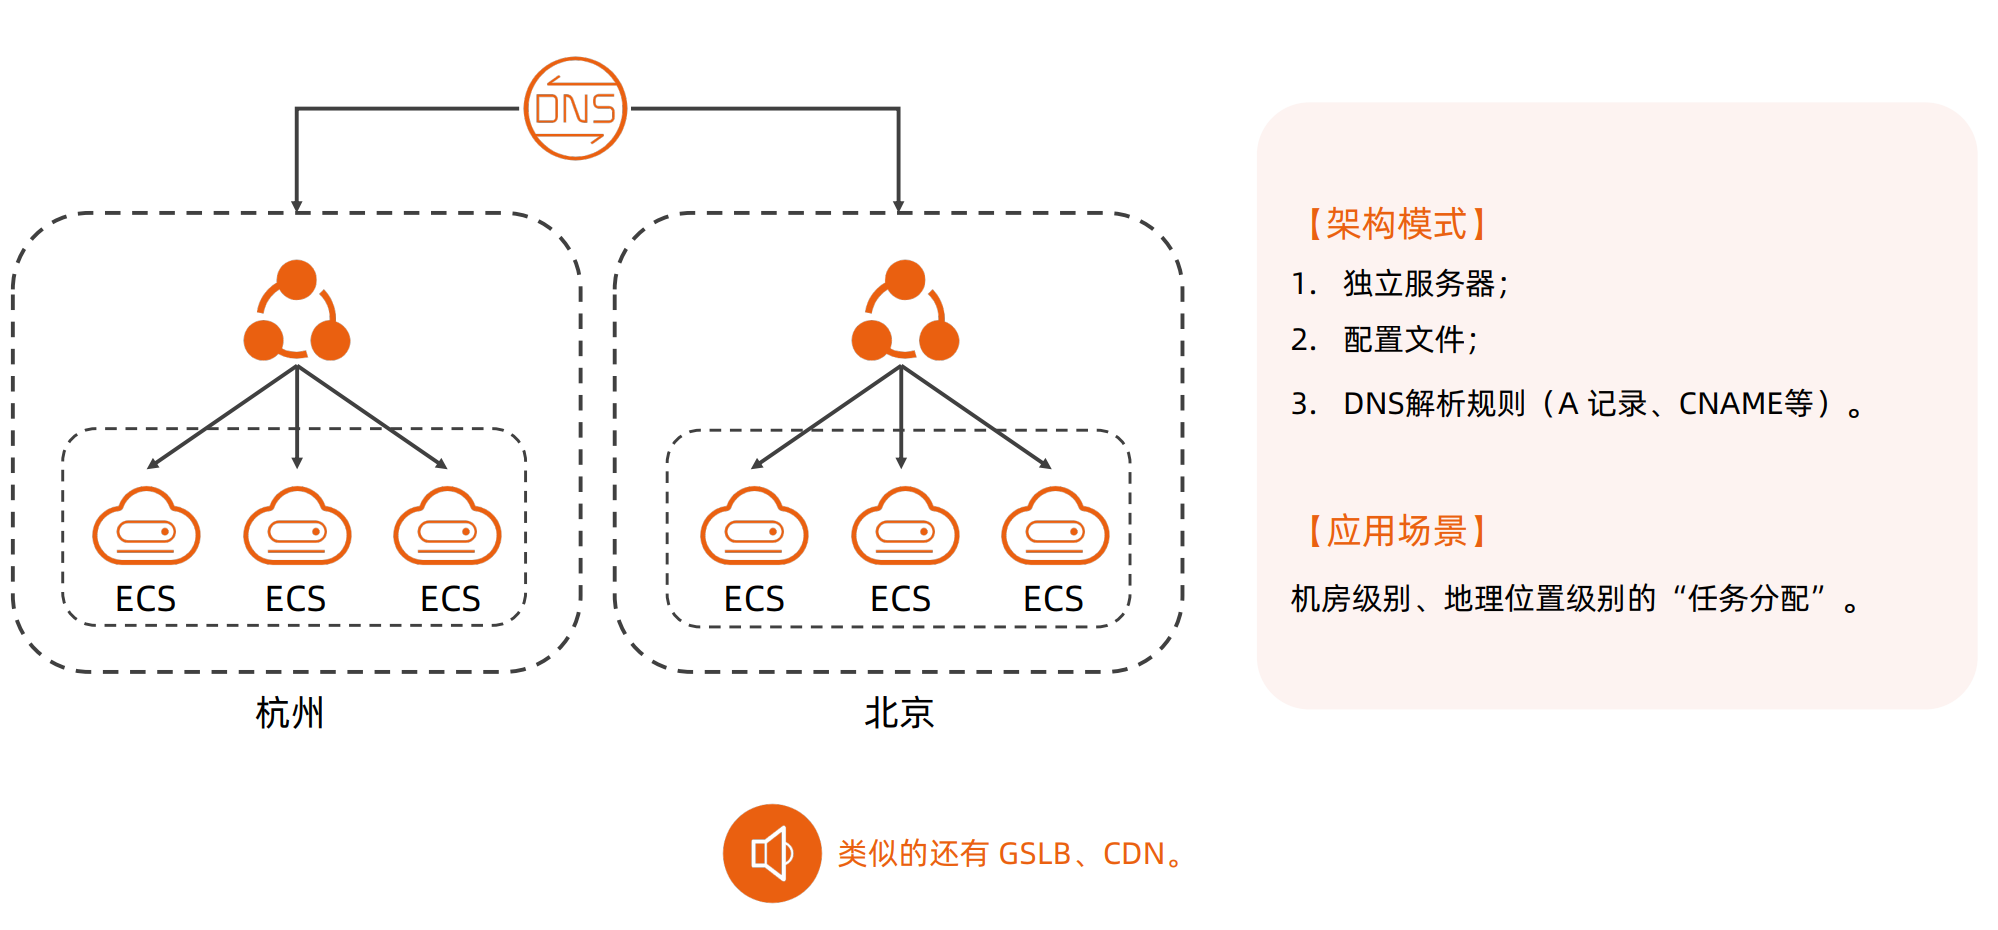 DNS
ECS
ECS
ECS
ECS
ECS
ECS
杭州
北京
【架构模式】
1. 独立服务器；
2. 配置文件；
3. DNS解析规则（A 记录、CNAME等）。
【应用场景】
机房级别、地理位置级别的“任务分配”。
类似的还有 GSLB、CDN。